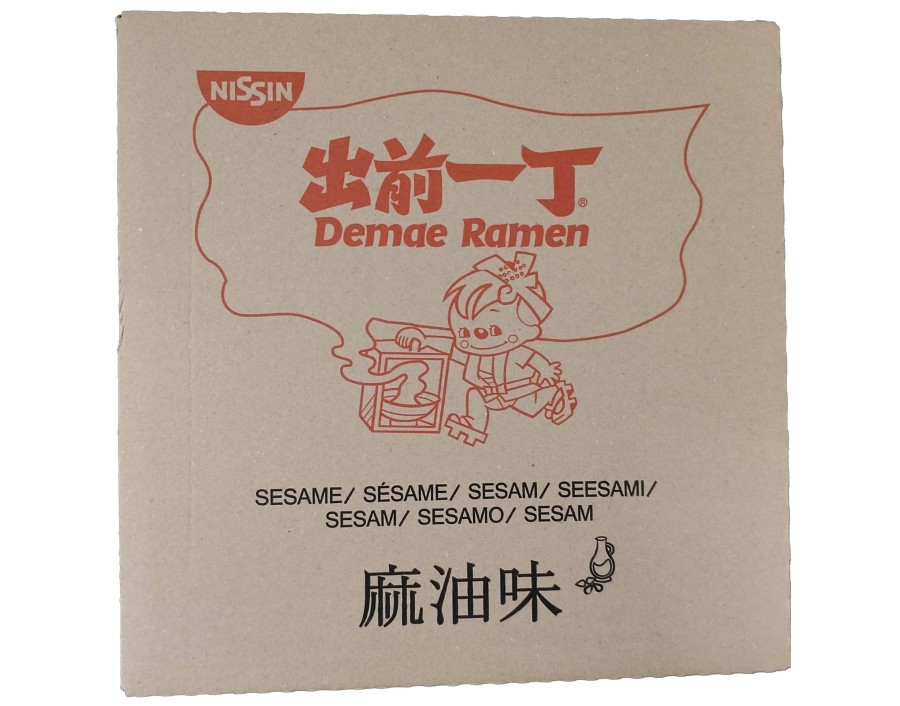 NISSIN
出前一丁®
Demae Ramen
SESAME/ SÉSAME/ SESAM/ SEESAMI/
SESAM/ SESAMO/ SESAM
麻油味